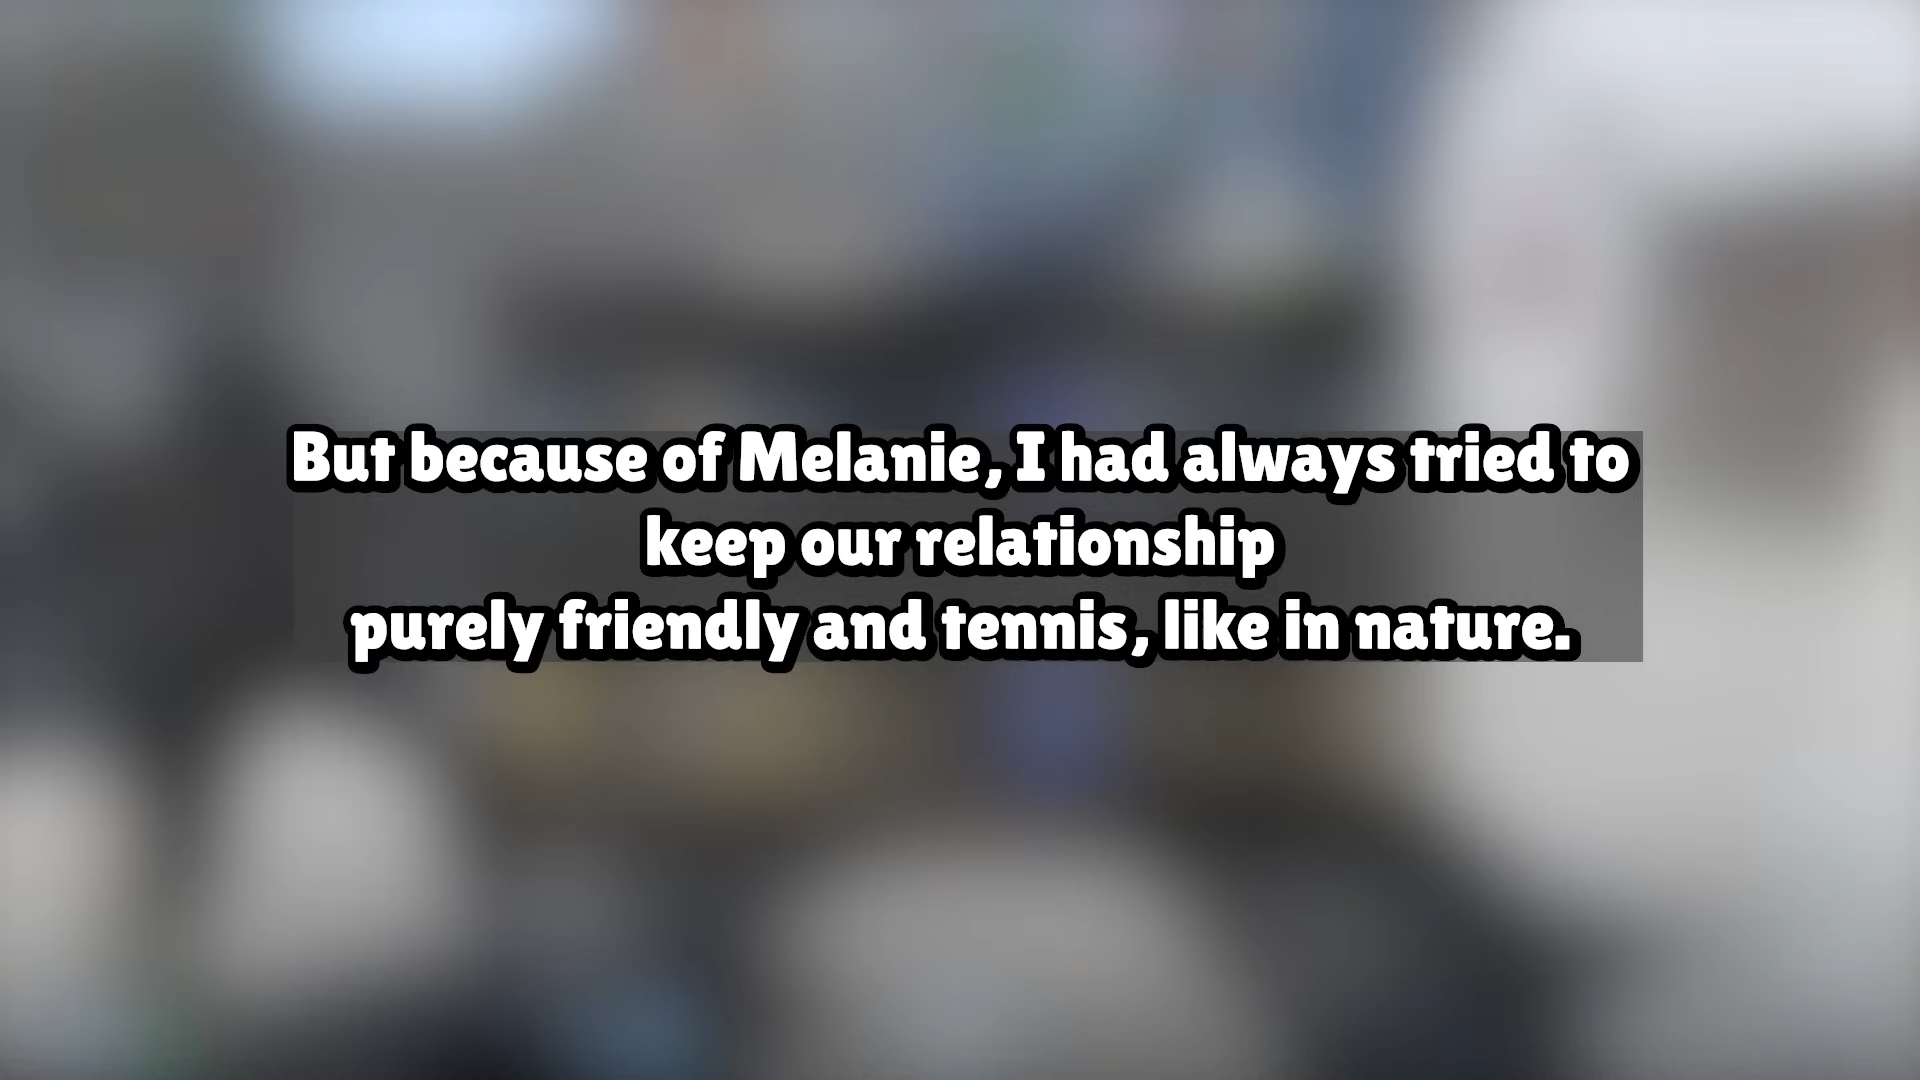 But because of Melanie, I had always tried to
keep our relationship
purely friendly and tennis, like in nature.